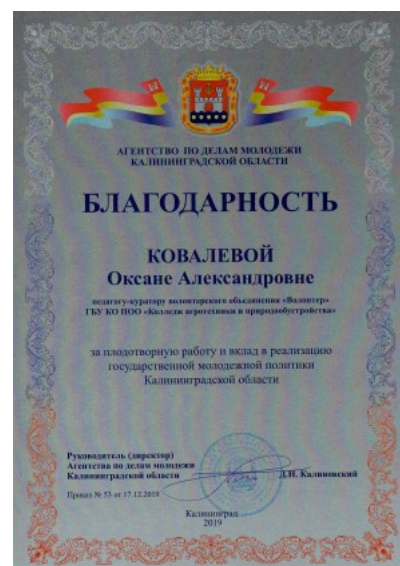 АГЕНТСТВО ПО ДЕЛАМ МОЛОДЕЖИ
КАЛИНИНГРАДСКОЙ ОБЛАСТИ
БЛАГОДАРНОСТЬ
КОВАЛЕВОЙ
Оксане Александровне
педагогу-куратору волонтерского объединения «Волонтер»
ГБУ КО ПОО «Колледж агротехники и природообустройства»
за плодотворную работу и вклад в реализацию
государственной молодежной политики
Калининградской области
Руководитель (директор)
Агентства по делам молодежи
Калининградской области Д.Н. Калиновский
Приказ № 53 от 17.12.2019
Калининград
2019